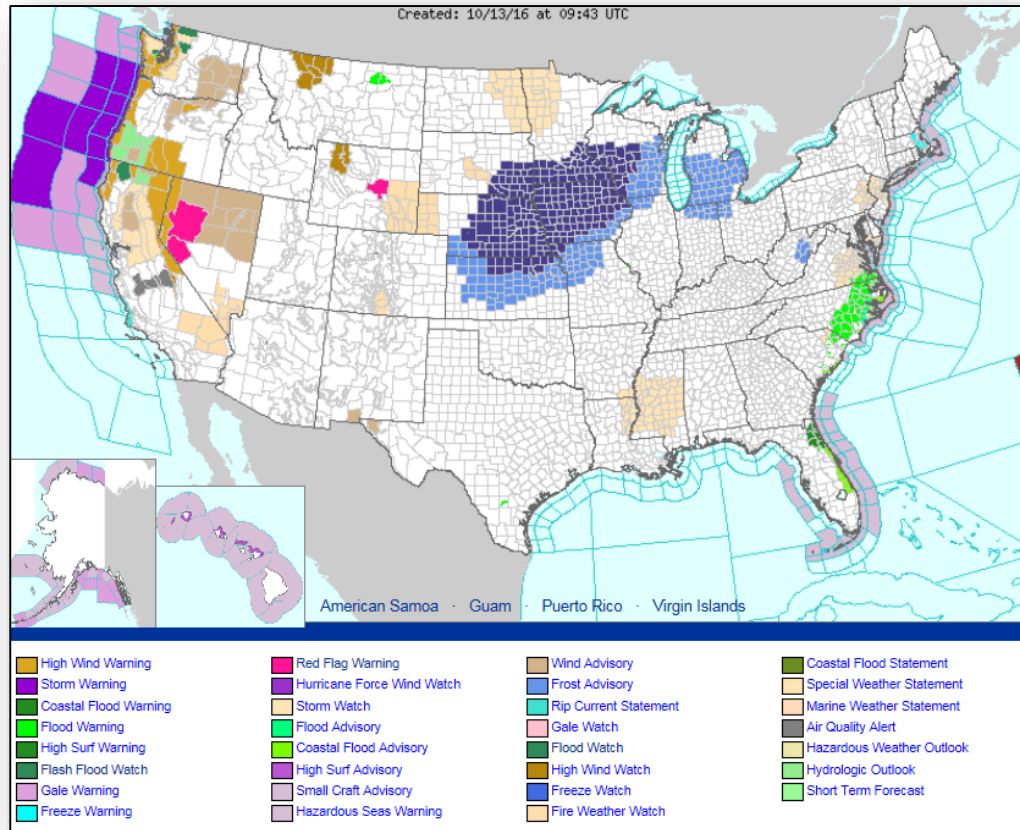 Created: 10/13/16 at 09:43 UTC
American Samoa · Guam · Puerto Rico · Virgin Islands
High Wind Warning
Storm Warning
Coastal Flood Warning
Flood Warning
High Surf Warning
Flash Flood Watch
Gale Warning
Freeze Warning
Red Flag Warning
Hurricane Force Wind Watch
Storm Watch
Flood Advisory
Coastal Flood Advisory
High Surf Advisory
Small Craft Advisory
Hazardous Seas Warning
Wind Advisory
Frost Advisory
Rip Current Statement
Gale Watch
Flood Watch
High Wind Watch
Freeze Watch
Fire Weather Watch
Coastal Flood Statement
Special Weather Statement
Marine Weather Statement
Air Quality Alert
Hazardous Weather Outlook
Hydrologic Outlook
Short Term Forecast